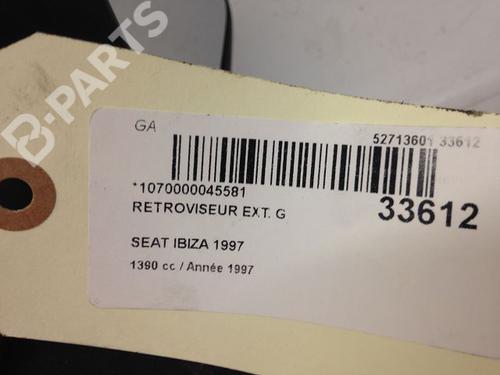 B-PARTS
GA
52713601 33612
*1070000045581
33612
RETROVISEUR EXT. G
SEAT IBIZA 1997
1390 cc / Année 1997